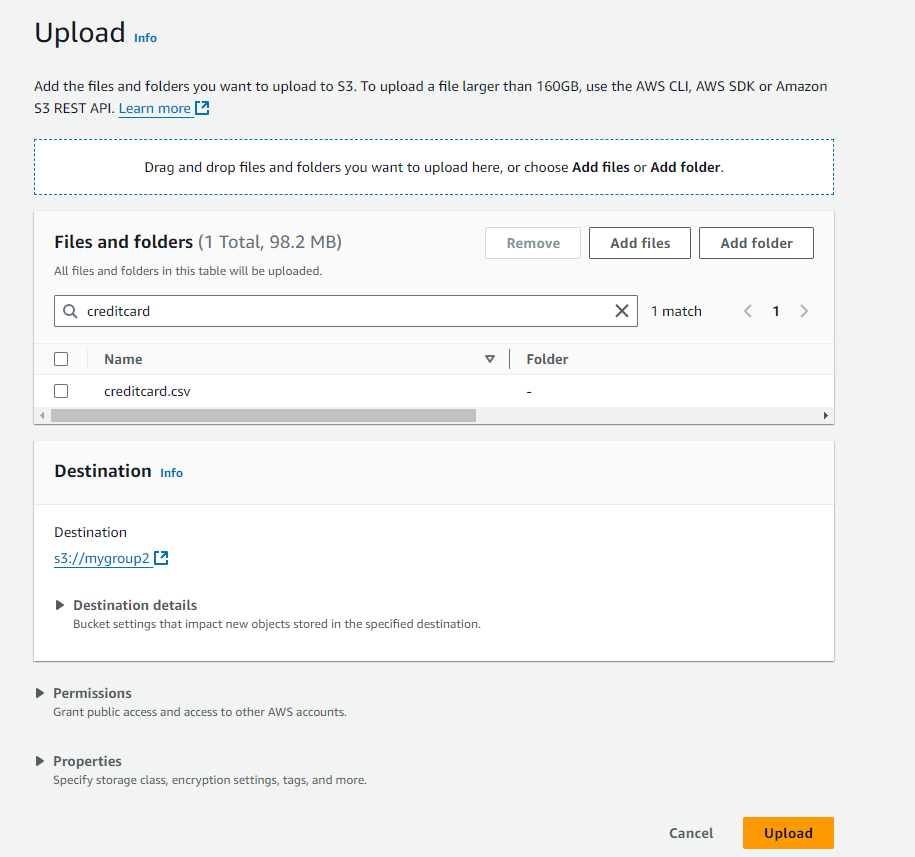 Upload Info
Add the files and folders you want to upload to S3. To upload a file larger than 160GB, use the AWS CLI, AWS SDK or Amazon
S3 REST API. Learn more
Drag and drop files and folders you want to upload here, or choose Add files or Add folder.
Files and folders (1 Total, 98.2 MB)
Remove Add files Add folder
All files and folders in this table will be uploaded.
creditcard 1 match 1
Name Folder
creditcard.csv -
Destination Info
Destination
s3://mygroup2
Destination details
Bucket settings that impact new objects stored in the specified destination.
Permissions
Grant public access and access to other AWS accounts.
Properties
Specify storage class, encryption settings, tags, and more.
Cancel Upload